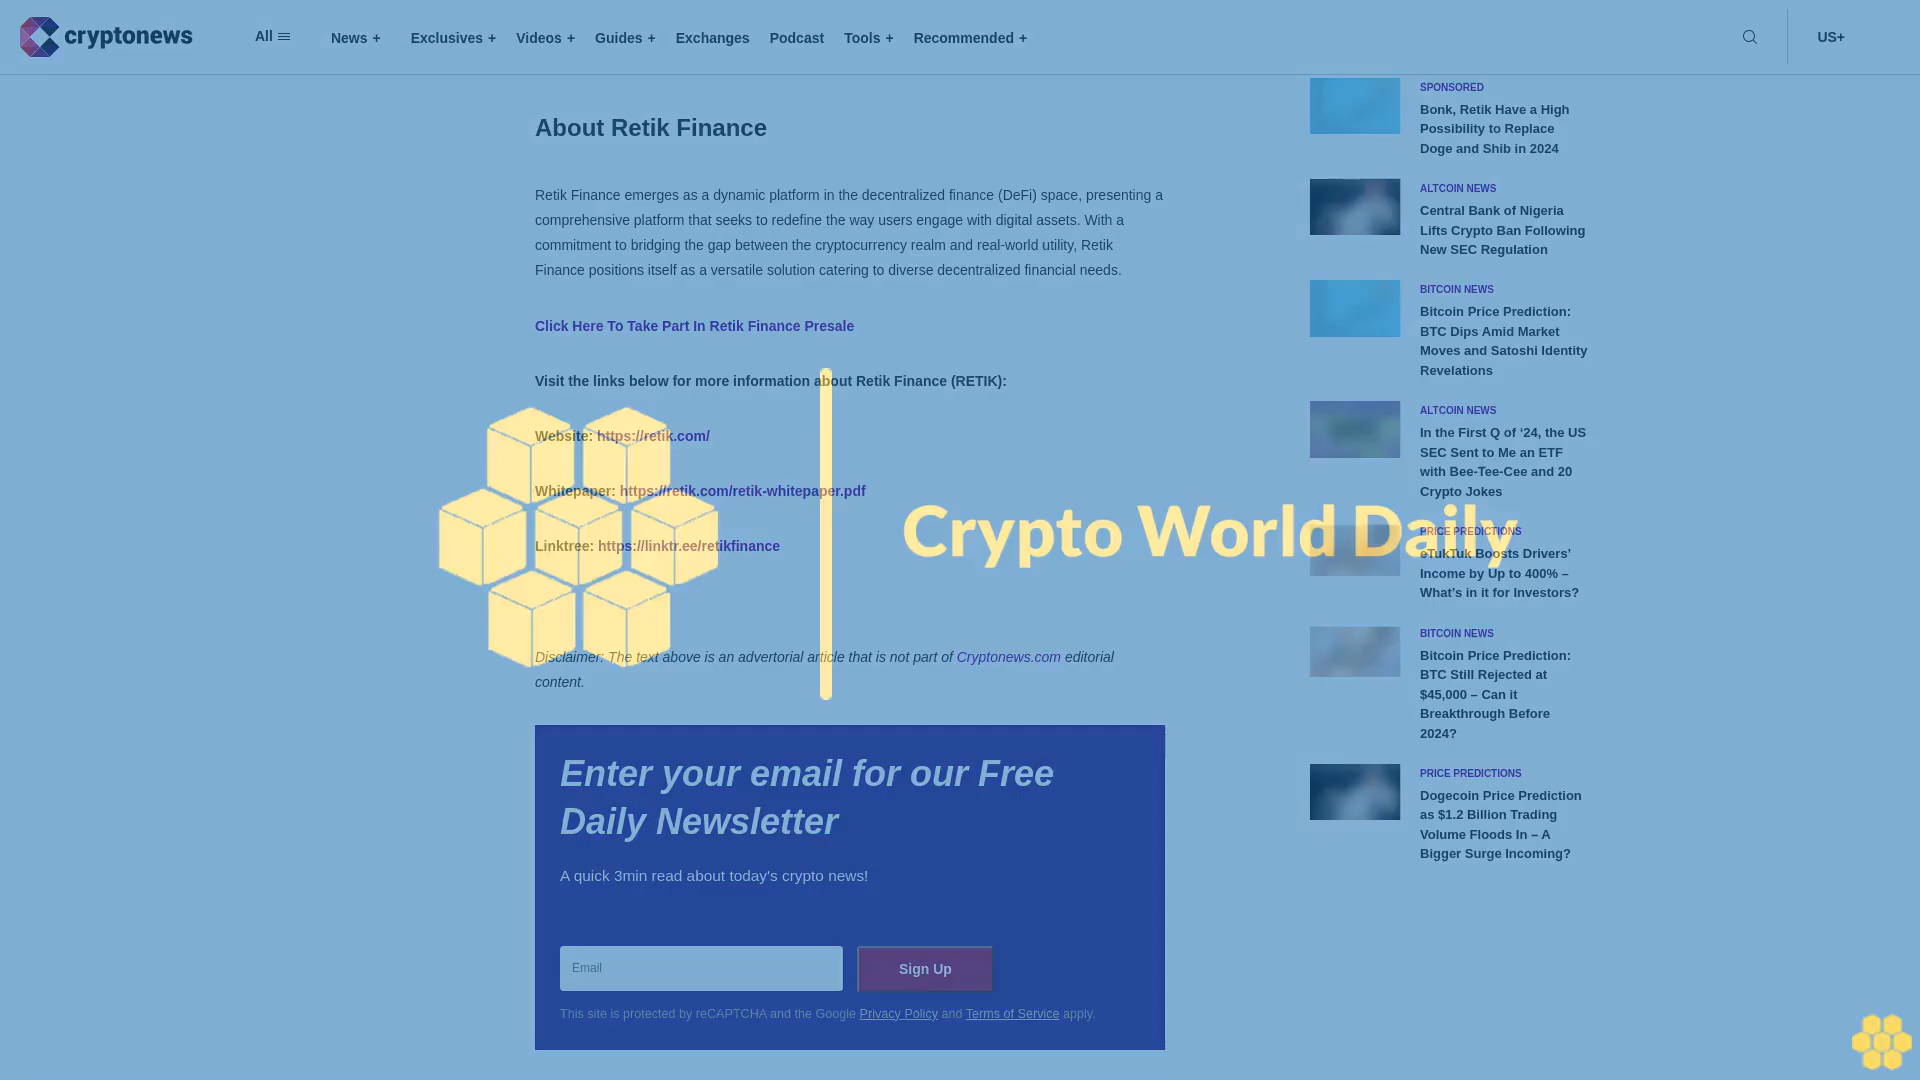 cryptonews
All
News +
Exclusives +
Videos +
Guides +
Exchanges
Podcast
Tools +
Recommended +
US+
About Retik Finance
Retik Finance emerges as a dynamic platform in the decentralized finance (DeFi) space, presenting a
comprehensive platform that seeks to redefine the way users engage with digital assets. With a
commitment to bridging the gap between the cryptocurrency realm and real-world utility, Retik
Finance positions itself as a versatile solution catering to diverse decentralized financial needs.
Click Here To Take Part In Retik Finance Presale
Visit the links below for more information about Retik Finance (RETIK):
Website: https://retik.com/
Whitepaper: https://retik.com/retik-whitepaper.pdf
Linktree: https://linktr.ee/retikfinance
Crypto World Daily
Disclaimer: The text above is an advertorial article that is not part of Cryptonews.com editorial
content.
Enter your email for our Free
Daily Newsletter
A quick 3min read about today's crypto news!
Email
Sign Up
This site is protected by reCAPTCHA and the Google Privacy Policy and Terms of Service apply.
SPONSORED
Bonk, Retik Have a High
Possibility to Replace
Doge and Shib in 2024
ALTCOIN NEWS
Central Bank of Nigeria
Lifts Crypto Ban Following
New SEC Regulation
BITCOIN NEWS
Bitcoin Price Prediction:
BTC Dips Amid Market
Moves and Satoshi Identity
Revelations
ALTCOIN NEWS
In the First Q of ‘24, the US
SEC Sent to Me an ETF
with Bee-Tee-Cee and 20
Crypto Jokes
PRICE PREDICTIONS
eTukTuk Boosts Drivers’
Income by Up to 400% –
What’s in it for Investors?
BITCOIN NEWS
Bitcoin Price Prediction:
BTC Still Rejected at
$45,000 – Can it
Breakthrough Before
2024?
PRICE PREDICTIONS
Dogecoin Price Prediction
as $1.2 Billion Trading
Volume Floods In – A
Bigger Surge Incoming?